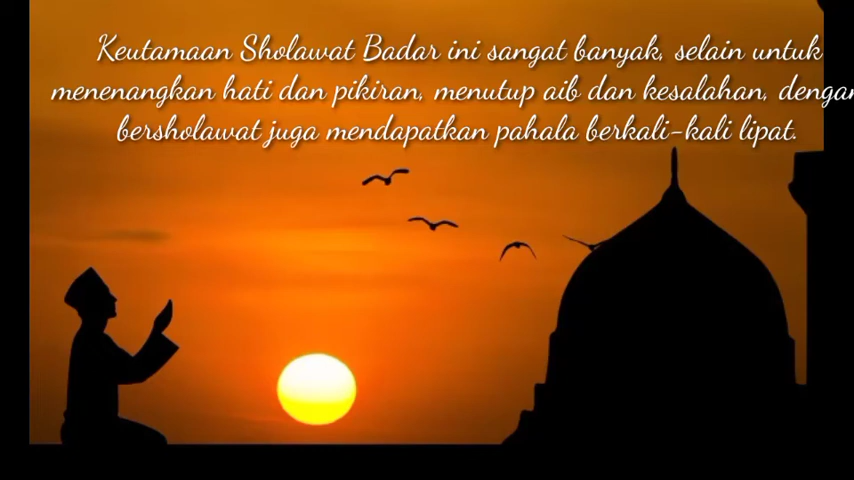 Keutamaan Sholawat Badar ini sangat banyak, selain untuk
menenangkan hati dan pikiran, menutup aib dan kesalahan, dengan
bersholawat juga mendapatkan pahala berkali-kali lipat.